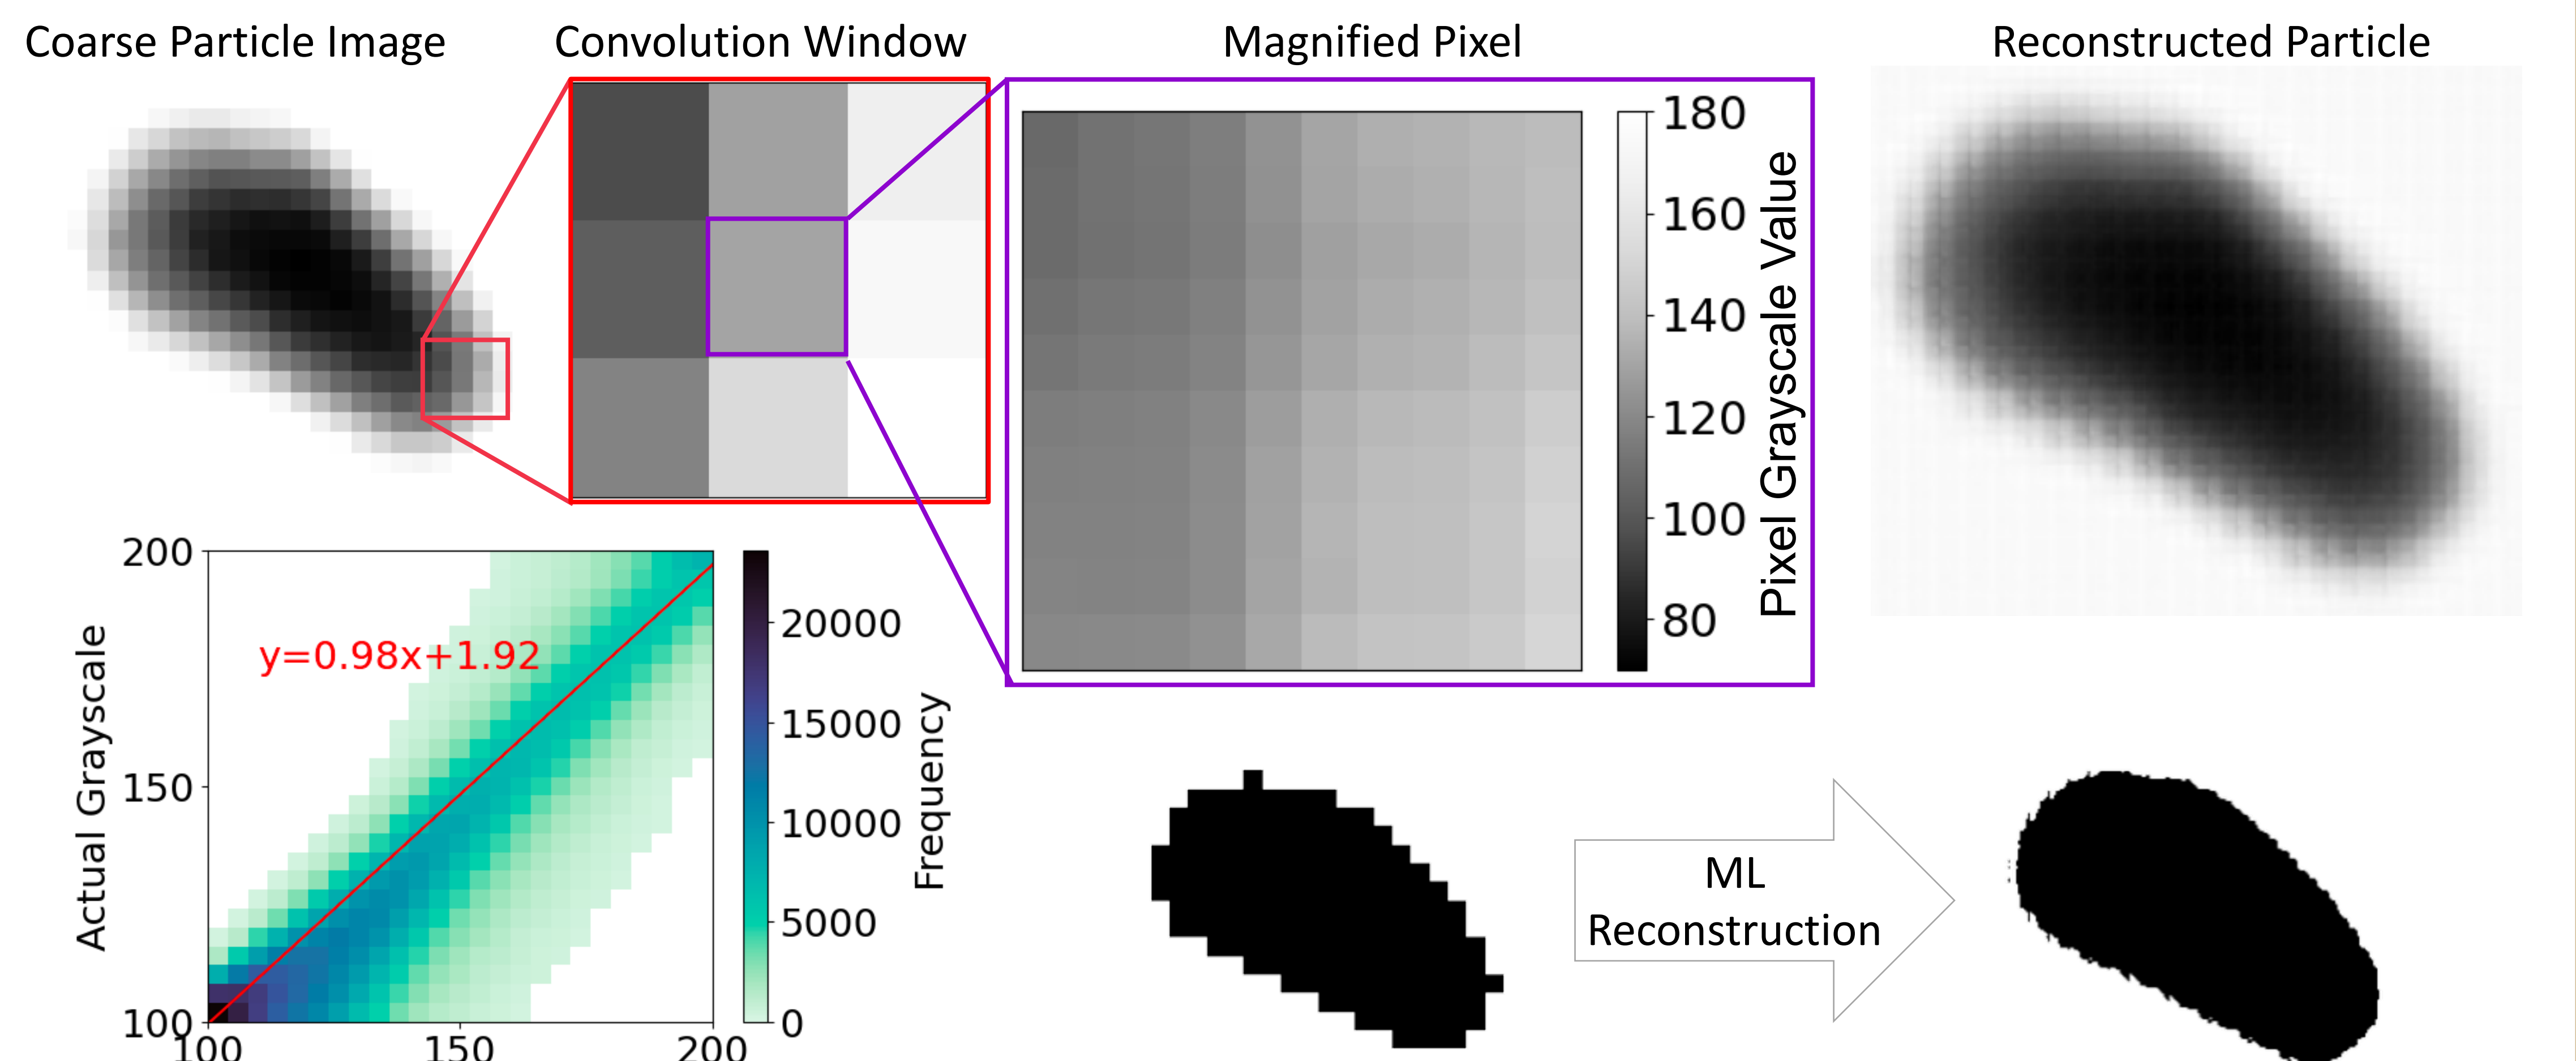 Coarse Particle Image
Convolution Window
Magnified Pixel
Reconstructed Particle
180
160
140
120
100
80
Pixel Grayscale Value
200
150
100
Actual Grayscale
y=0.98x+1.92
100
150
200
20000
15000
10000
5000
0
Frequency
ML
Reconstruction